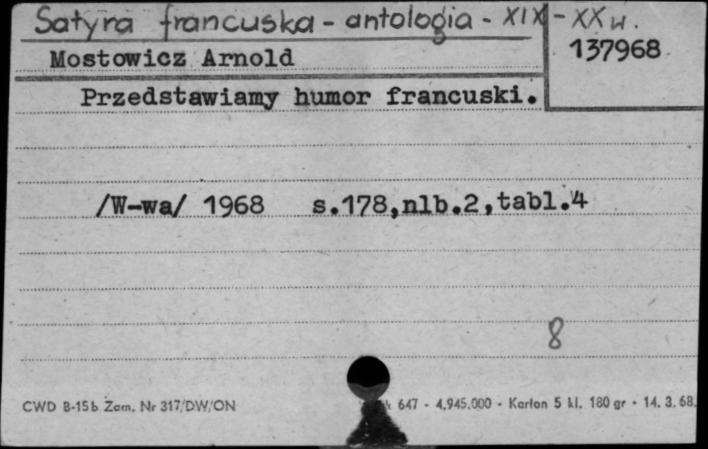 Satyra francuska - antologia - XIX - XX w.
Mostowicz Arnold
137968
Przedstawiamy humor francuski.
/W-wa/ 1968 s.178,nlb.2,tabl.4
8
CWD B-15b Zam. Nr 317/DW/ON 647 - 4.945.000 - Karton 5 kl. 180 gr - 14. 3. 68.